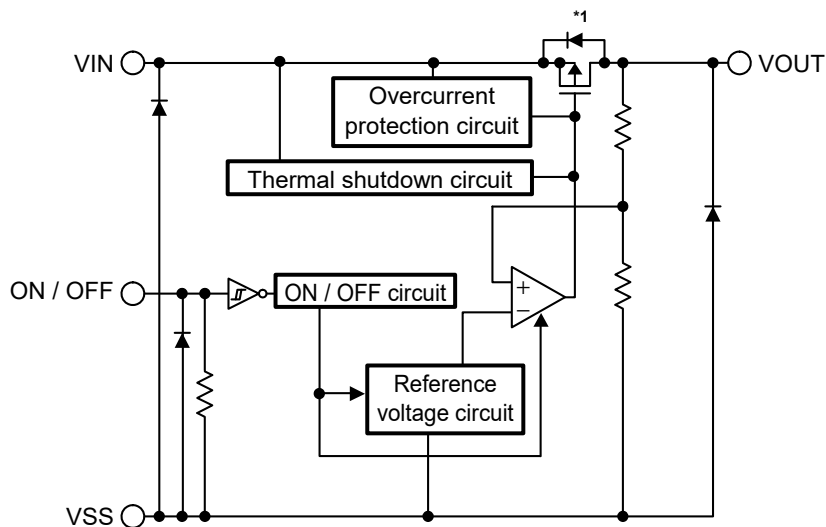 *1
VIN
VOUT
Overcurrent
protection circuit
Thermal shutdown circuit
ON / OFF
ON / OFF circuit
+
−
Reference
voltage circuit
VSS